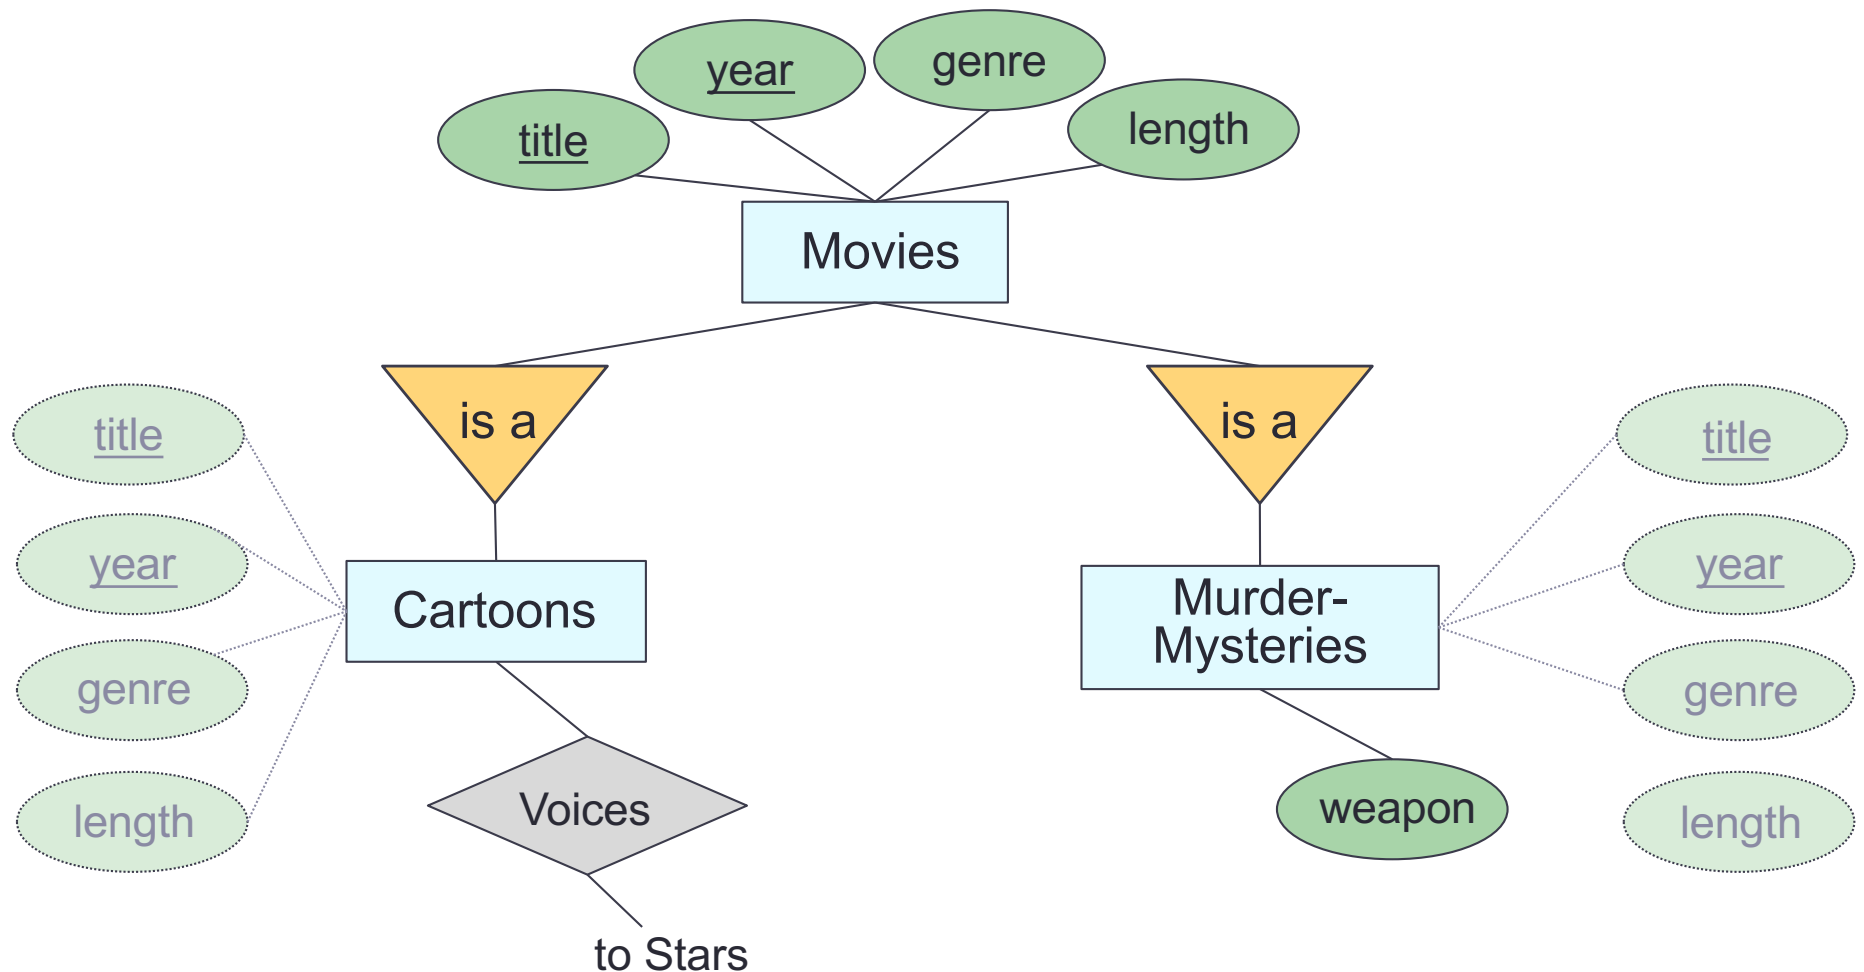 title
year
genre
length
Movies
is a
is a
title
year
genre
length
Cartoons
Voices
to Stars
Murder-
Mysteries
weapon
title
year
genre
length